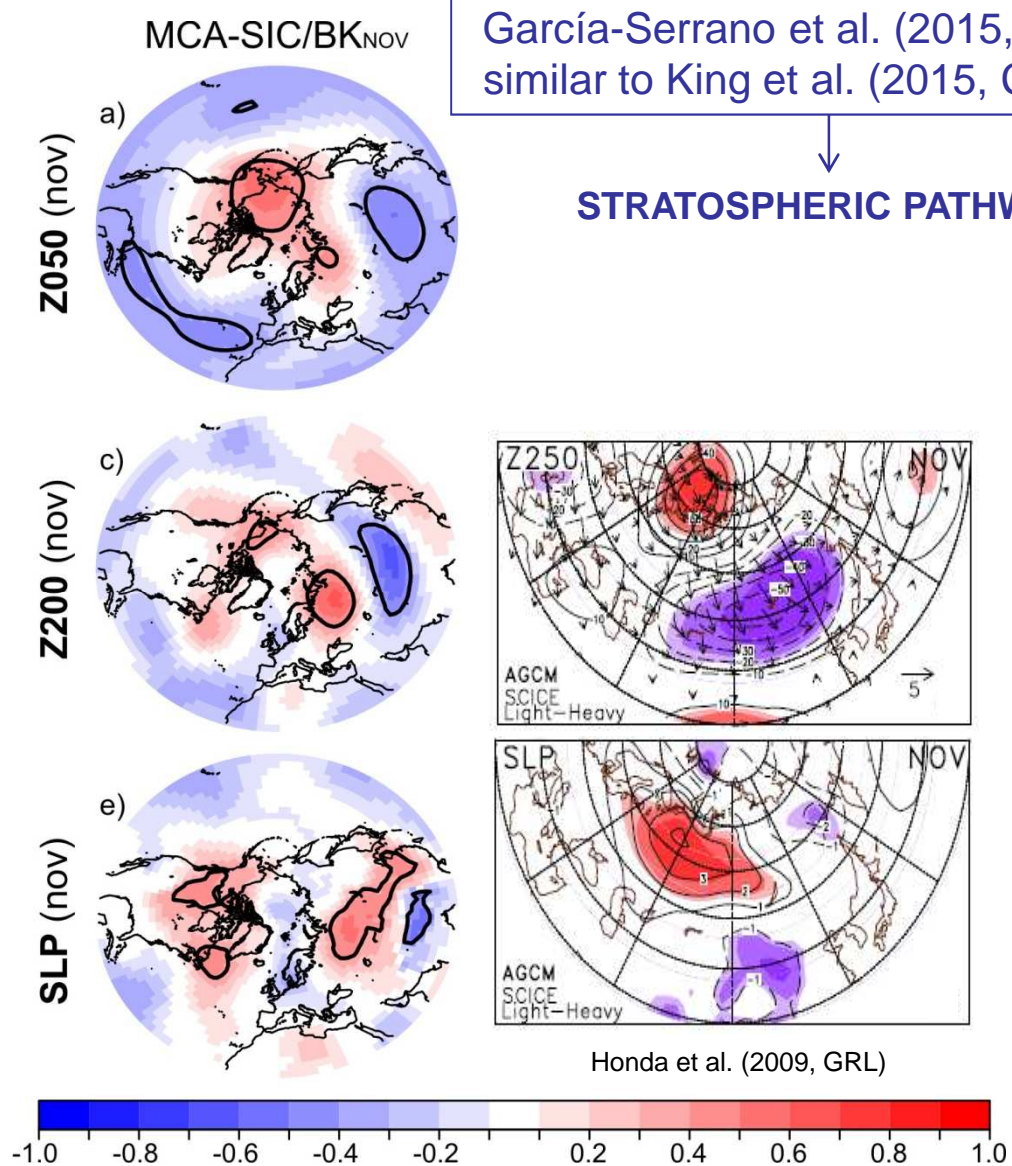 MCA-SIC/BKNOV
García-Serrano et al. (2015,
similar to King et al. (2015,
STRATOSPHERIC
a)
Z050 (nov)
c)
Z200 (nov)
Z250 NOV
AGCM
SCICE
Light-Heavy
5
e)
SLP (nov)
SLP NOV
AGCM
SCICE
Light-Heavy
Honda et al. (2009, GRL)
-1.0 -0.8 -0.6 -0.4 -0.2 0.2 0.4 0.6 0.8 1.0